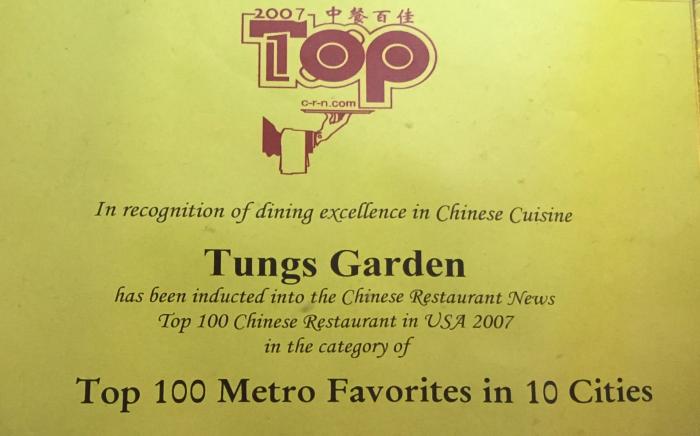 2007 中餐百佳
Top 100
c-r-n.com
In recognition of dining excellence in Chinese Cuisine
Tungs Garden
has been inducted into the Chinese Restaurant News
Top 100 Chinese Restaurant in USA 2007
in the category of
Top 100 Metro Favorites in 10 Cities